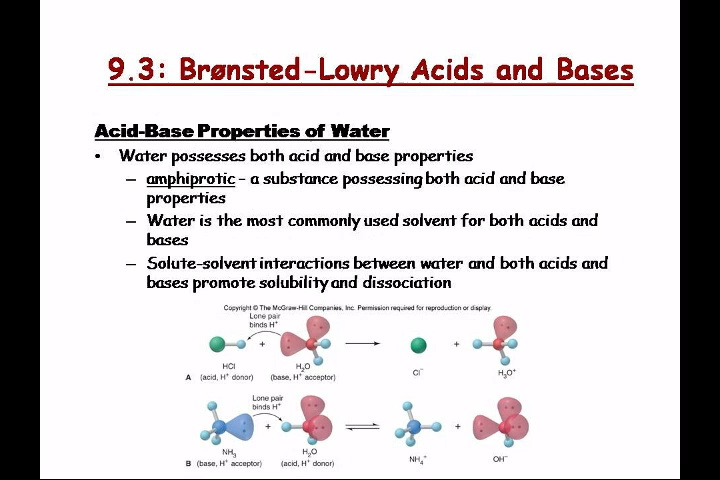 9.3: Brønsted-Lowry Acids and Bases
Acid-Base Properties of Water
• Water possesses both acid and base properties
– amphiprotic – a substance possessing both acid and base
properties
– Water is the most commonly used solvent for both acids and
bases
– Solute-solvent interactions between water and both acids and
bases promote solubility and dissociation
Copyright © The McGraw-Hill Companies, Inc. Permission required for reproduction or display.
Lone pair
binds H⁺
+
+
HCl
H₂O
Cl⁻
H₃O⁺
A (acid, H⁺ donor)
(base, H⁺ acceptor)
Lone pair
binds H⁺
+
+
NH₃
H₂O
NH₄⁺
OH⁻
B (base, H⁺ acceptor)
(acid, H⁺ donor)